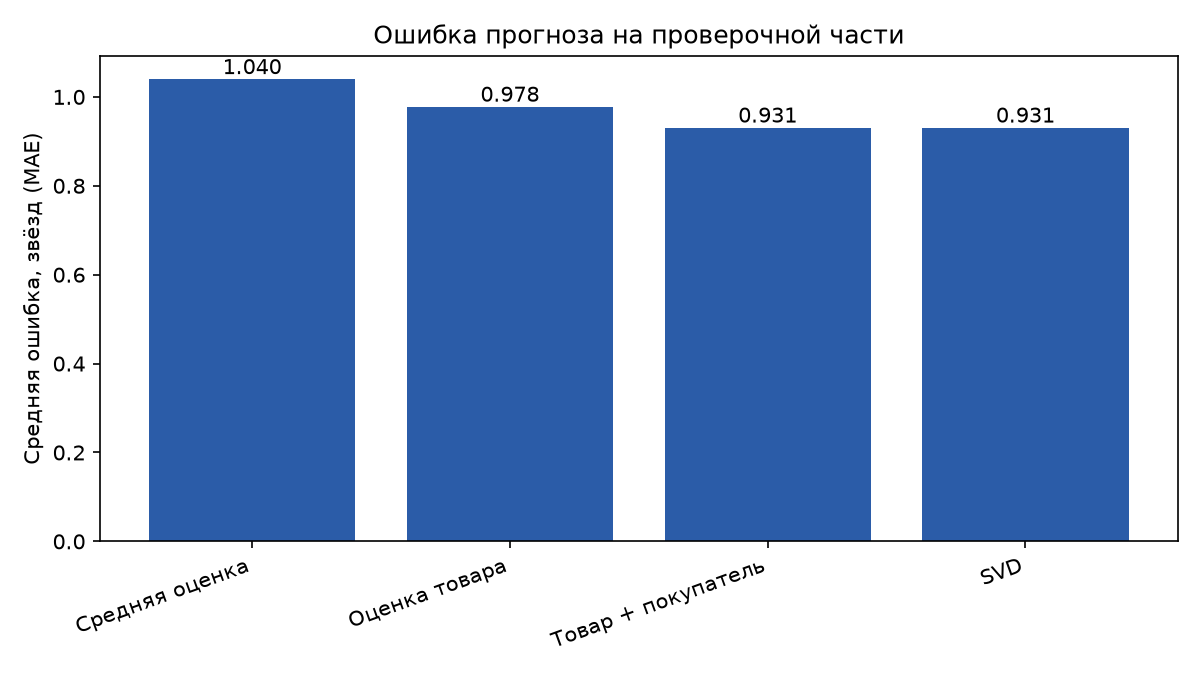 Ошибка прогноза на проверочной части
Средняя ошибка, звёзд (MAE)
1.0
0.8
0.6
0.4
0.2
0.0
1.040
0.978
0.931
0.931
Средняя оценка
Оценка товара
Товар + покупатель
SVD